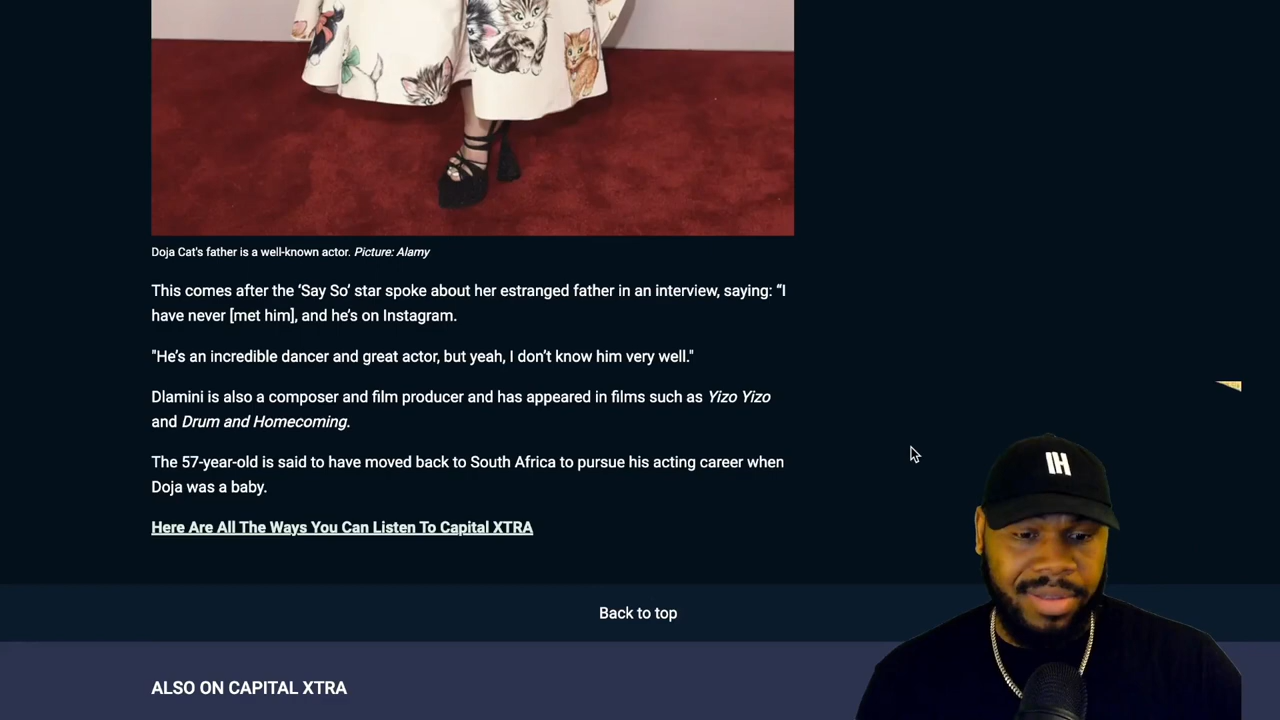 Doja Cat's father is a well-known actor. Picture: Alamy
This comes after the ‘Say So’ star spoke about her estranged father in an interview, saying: “I
have never [met him], and he’s on Instagram.
"He’s an incredible dancer and great actor, but yeah, I don’t know him very well."
Dlamini is also a composer and film producer and has appeared in films such as Yizo Yizo
and Drum and Homecoming.
The 57-year-old is said to have moved back to South Africa to pursue his acting career when
Doja was a baby.
Here Are All The Ways You Can Listen To Capital XTRA
IH
Back to top
ALSO ON CAPITAL XTRA